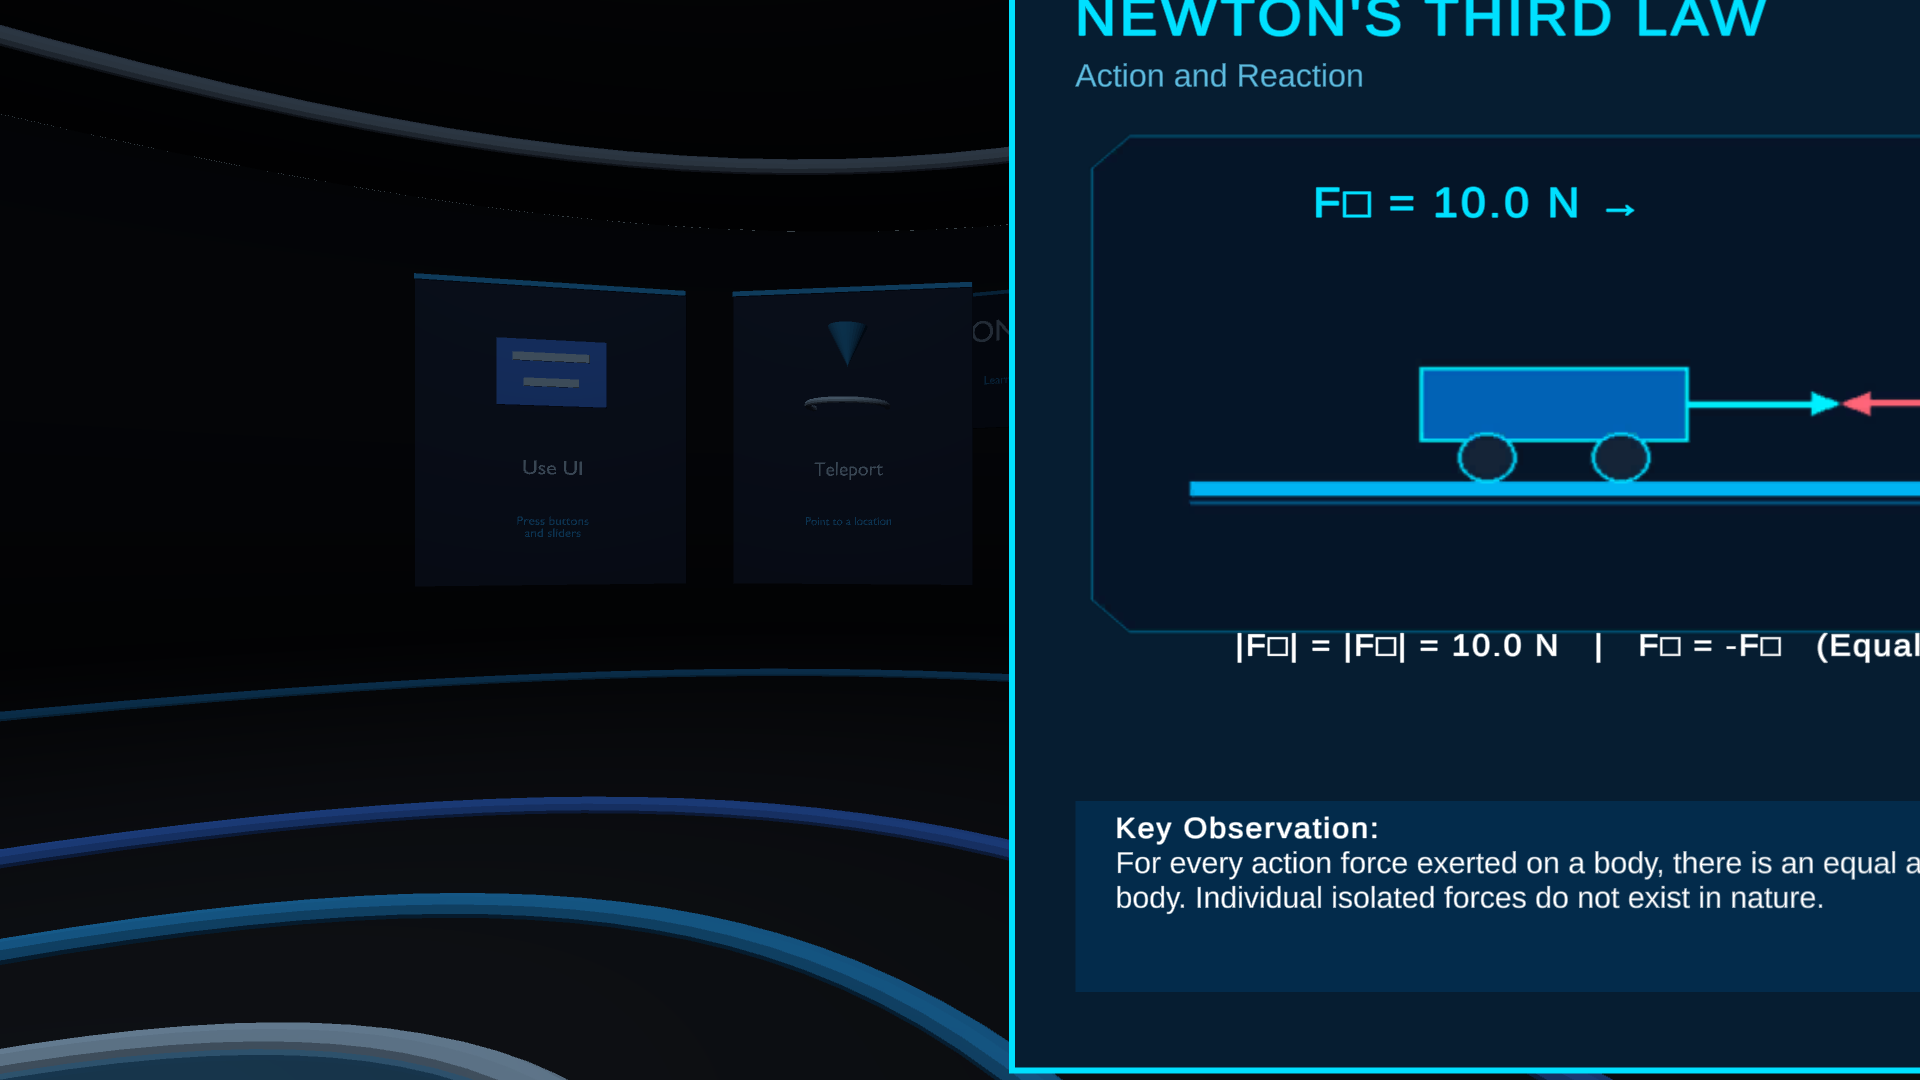 NEWTON'S THIRD LAW
Action and Reaction
F□ = 10.0 N →
|F□| = |F□| = 10.0 N | F□ = -F□ (Equal
Key Observation:
For every action force exerted on a body, there is an equal a
body. Individual isolated forces do not exist in nature.
Use UI
Press buttons
and sliders
Teleport
Point to a location
ON
Learn